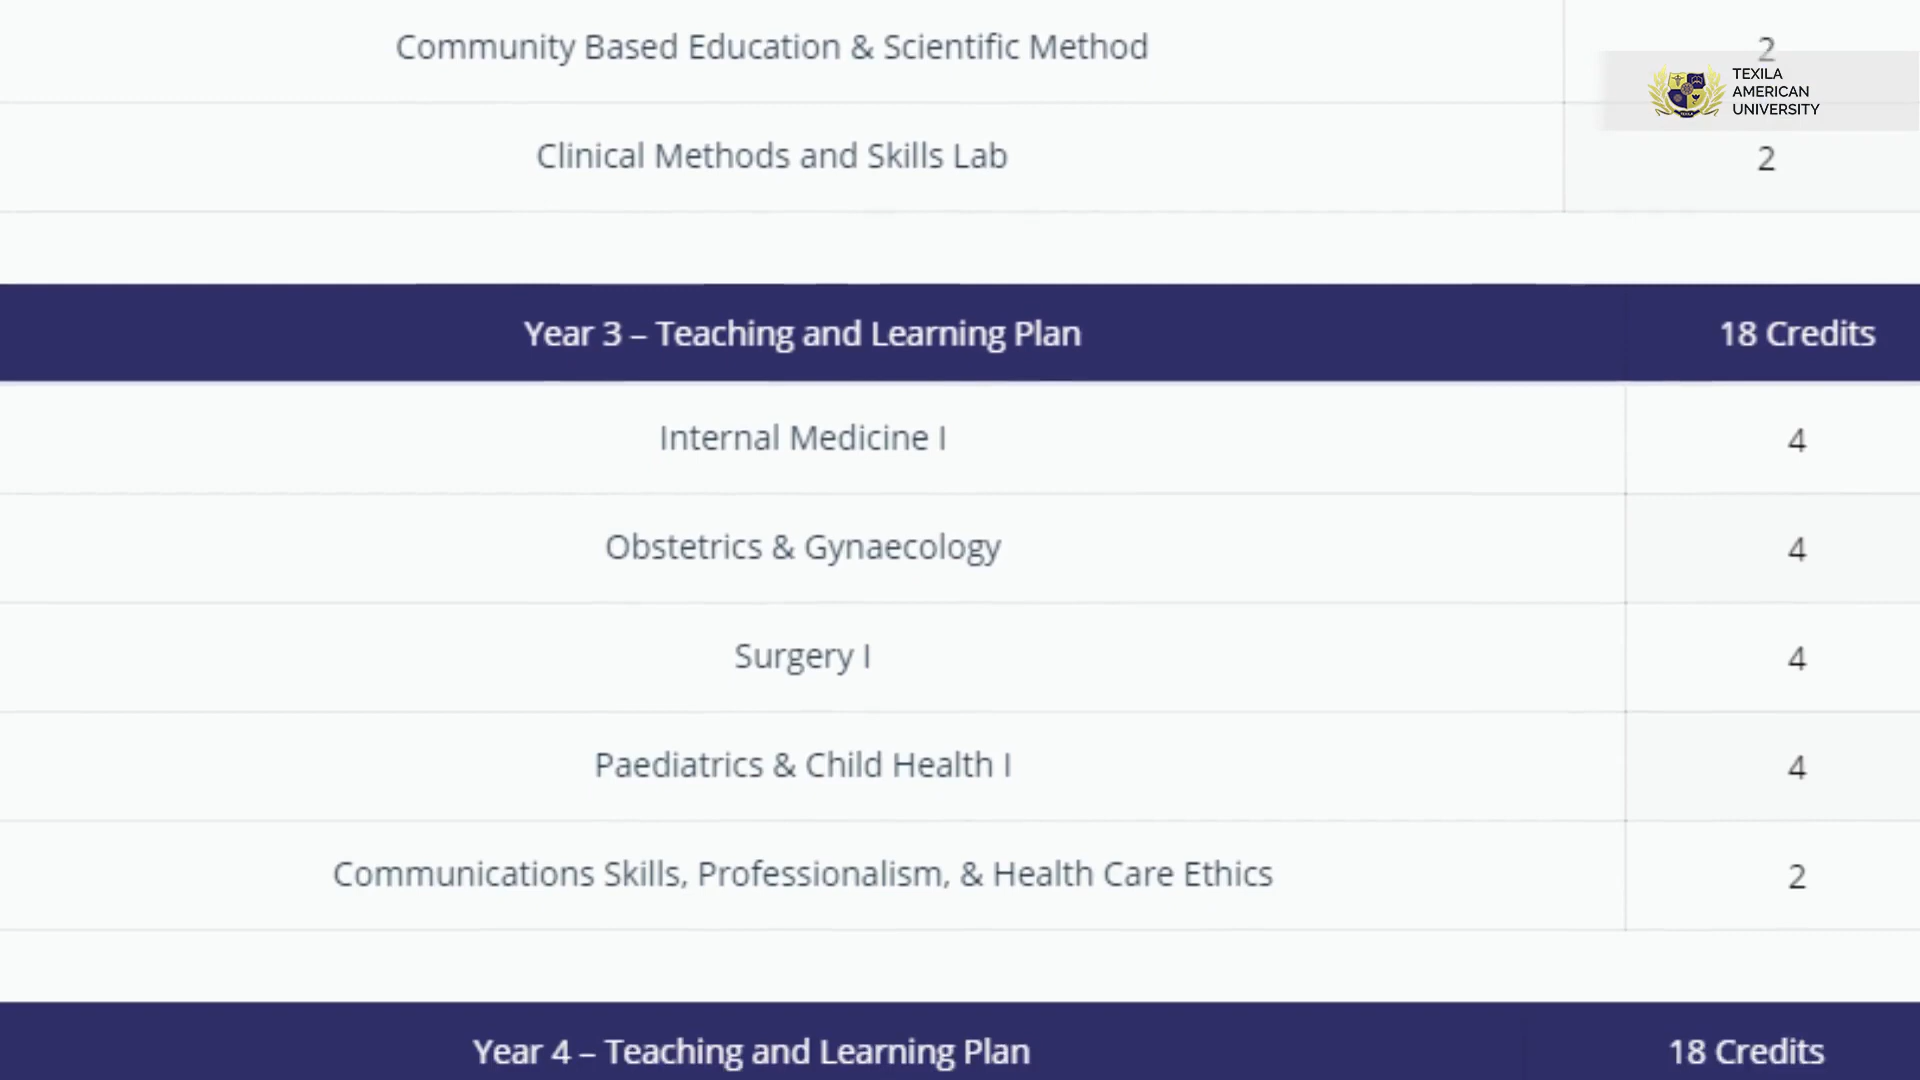 Community Based Education & Scientific Method 2
TEXILA
AMERICAN
UNIVERSITY
Clinical Methods and Skills Lab 2
Year 3 – Teaching and Learning Plan 18 Credits
Internal Medicine I 4
Obstetrics & Gynaecology 4
Surgery I 4
Paediatrics & Child Health I 4
Communications Skills, Professionalism, & Health Care Ethics 2
Year 4 – Teaching and Learning Plan 18 Credits